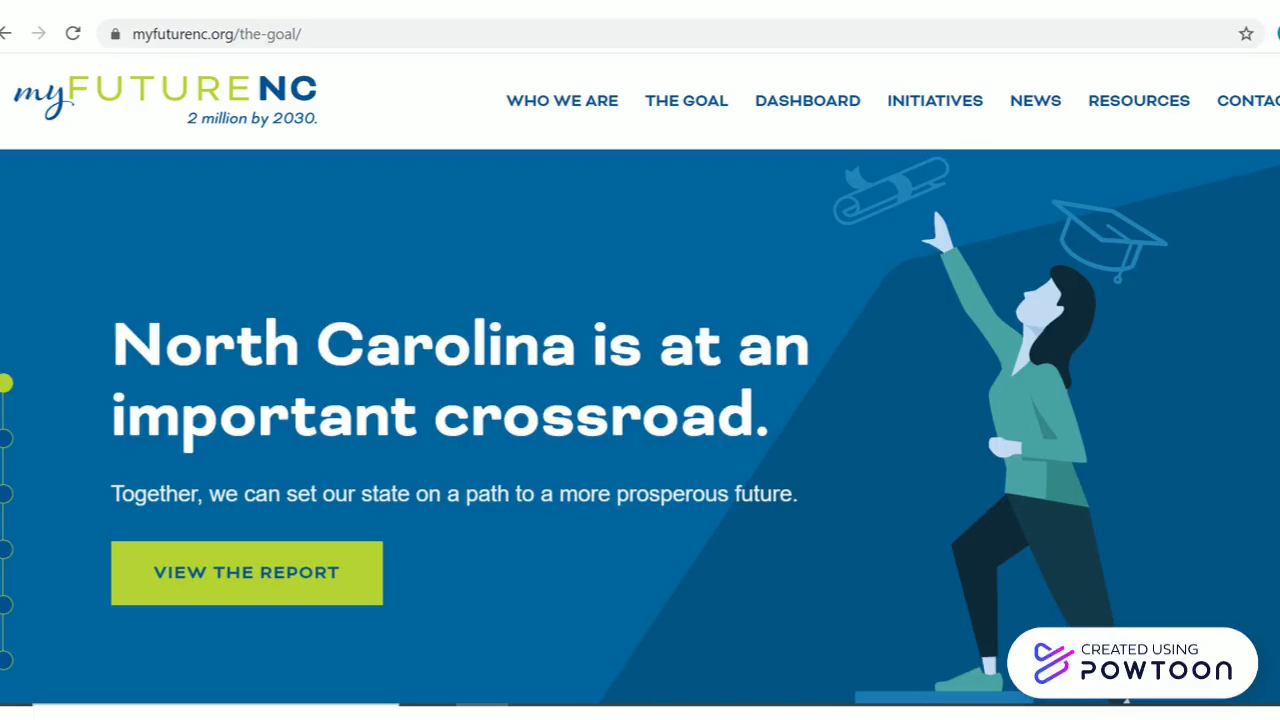 myfuturenc.org/the-goal/
myFUTURENC
2 million by 2030.
WHO WE ARE THE GOAL DASHBOARD INITIATIVES NEWS RESOURCES CONTAC
North Carolina is at an
important crossroad.
Together, we can set our state on a path to a more prosperous future.
VIEW THE REPORT
CREATED USING
POWTOON